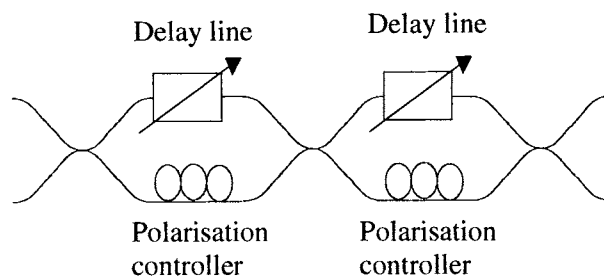 Delay line
Delay line
Polarisation
controller
Polarisation
controller